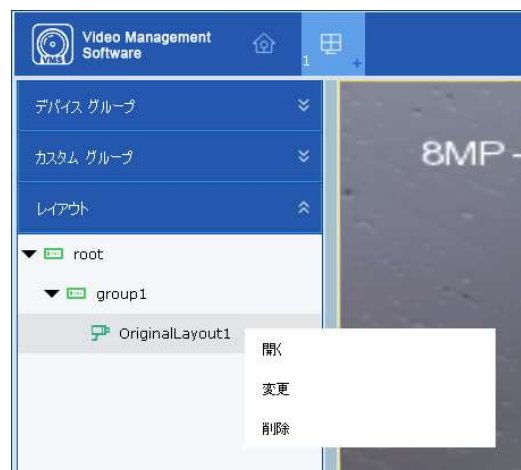 Video Management
Software
VMS
1
+
デバイス グループ
カスタム グループ
レイアウト
8MP -
root
group1
OriginalLayout1
開く
変更
削除